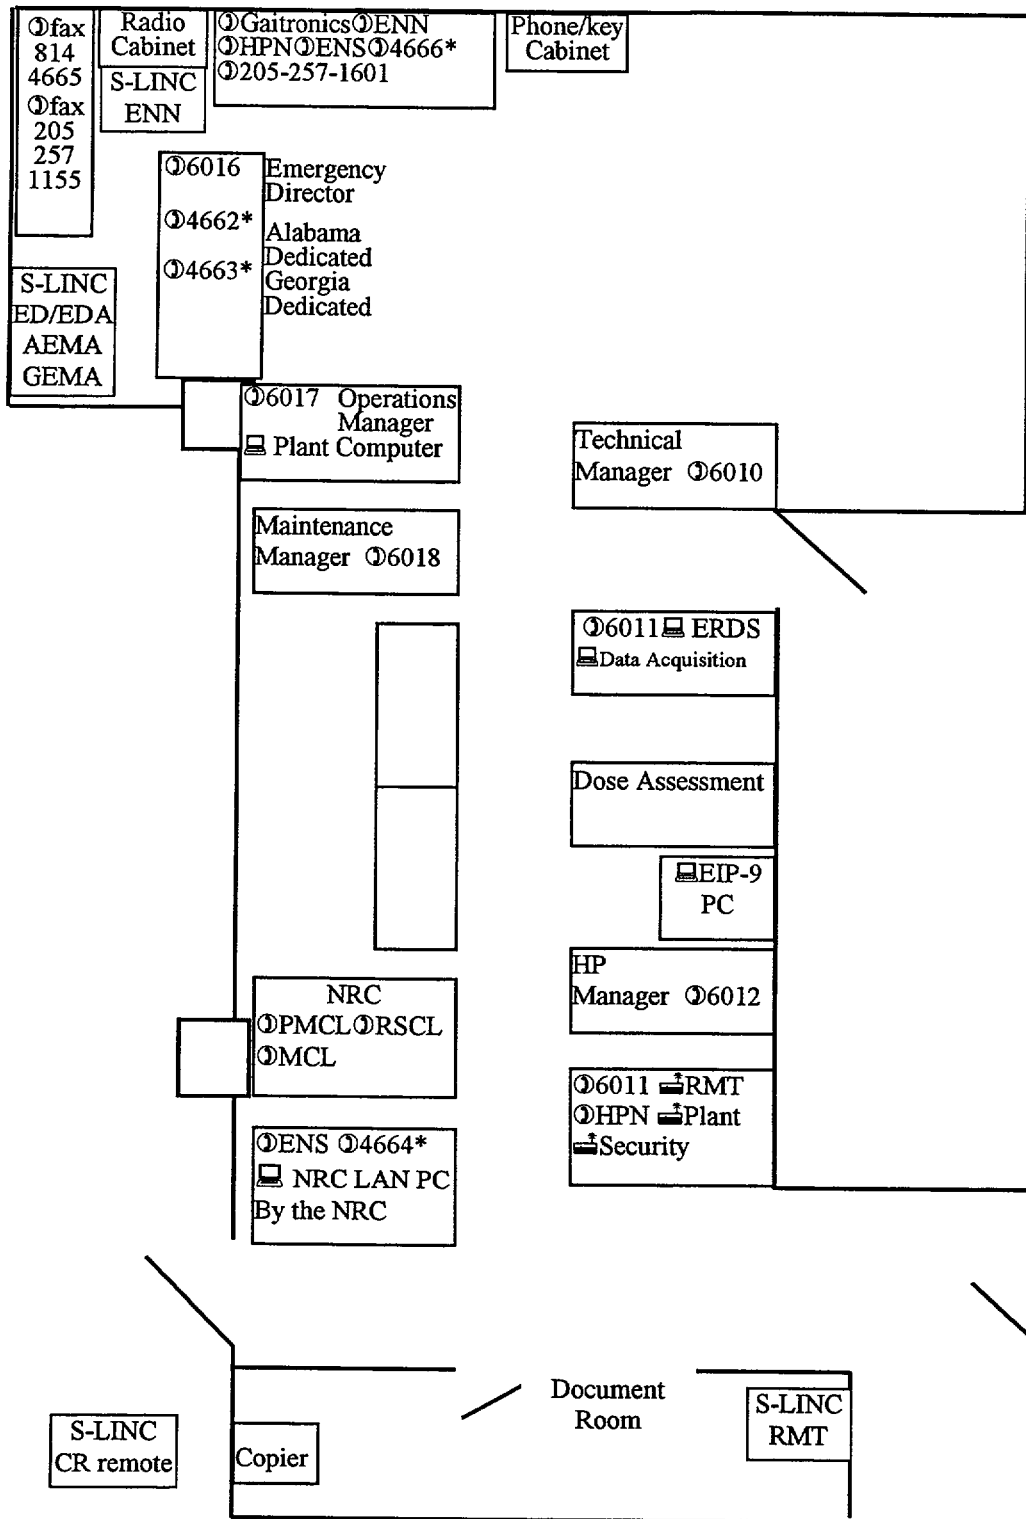 ✆fax
814
4665
✆fax
205
257
1155
Radio
Cabinet
S-LINC
ENN
✆Gaitronics✆ENN
✆HPN✆ENS✆4666*
✆205-257-1601
Phone/key
Cabinet
✆6016
✆4662*
✆4663*
Emergency
Director
Alabama
Dedicated
Georgia
Dedicated
S-LINC
ED/EDA
AEMA
GEMA
✆6017 Operations
Manager
💻 Plant Computer
Technical
Manager ✆6010
Maintenance
Manager ✆6018
✆6011💻 ERDS
💻Data Acquisition
Dose Assessment
💻EIP-9
PC
HP
Manager ✆6012
NRC
✆PMCL✆RSCL
✆MCL
✆6011 RMT
✆HPN Plant
Security
✆ENS ✆4664*
💻 NRC LAN PC
By the NRC
Document
Room
S-LINC
RMT
S-LINC
CR remote
Copier